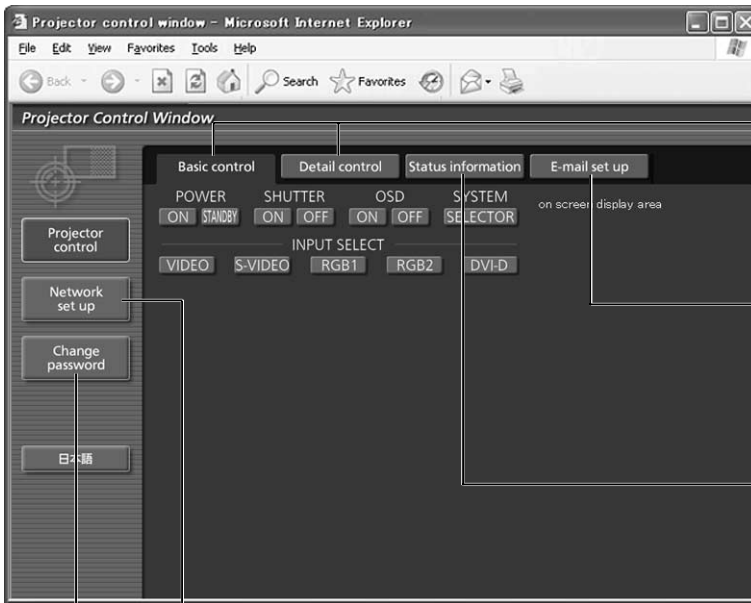 Projector control window - Microsoft Internet Explorer
File Edit View Favorites Tools Help
Back Search Favorites
Projector Control Window
Basic control Detail control Status information E-mail set up
POWER SHUTTER OSD SYSTEM
ON STANDBY ON OFF ON OFF SELECTOR
on screen display area
INPUT SELECT
VIDEO S-VIDEO RGB1 RGB2 DVI-D
Projector
control
Network
set up
Change
password
日本語